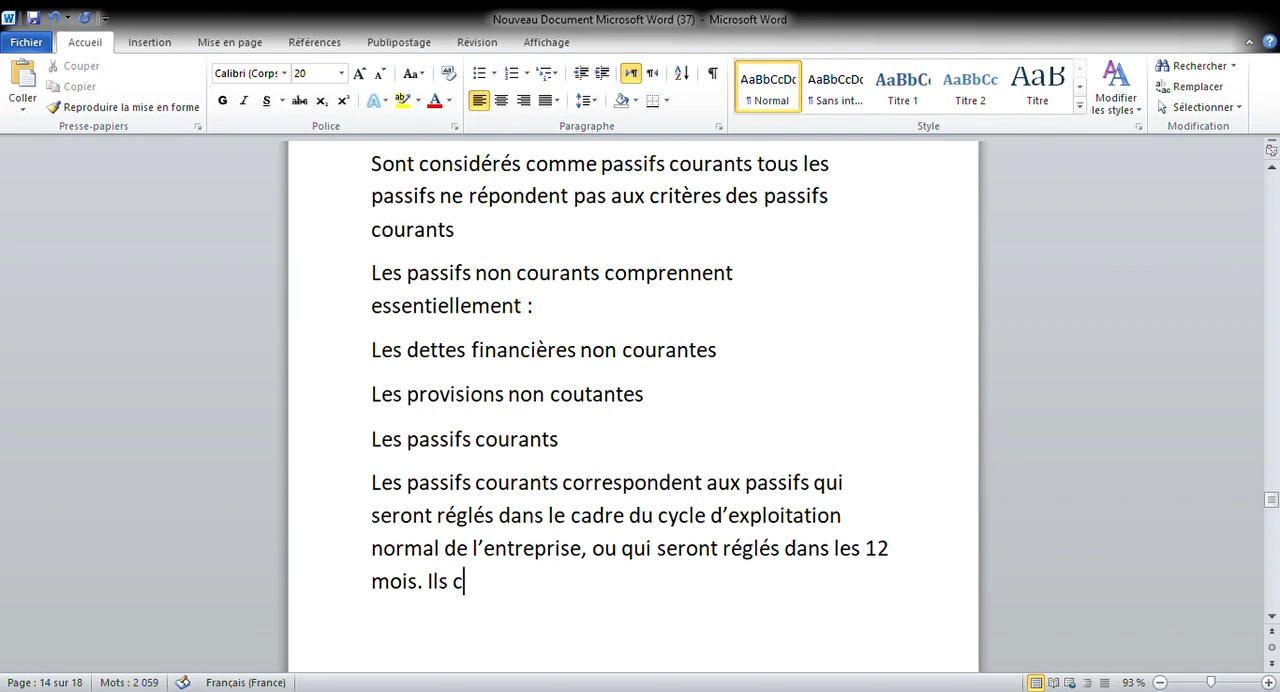 Nouveau Document Microsoft Word (37) - Microsoft Word
Fichier Accueil Insertion Mise en page Références Publipostage Révision Affichage
Coller
Couper
Copier
Reproduire la mise en forme
Presse-papiers
Calibri (Corps 20
G I S abc x₂ x² A ab A
Police
Paragraphe
AaBbCcDc AaBbCcDc AaBbC AaBbCc AaB
¶ Normal ¶ Sans int... Titre 1 Titre 2 Titre
Modifier
les styles
Style
Rechercher
Remplacer
Sélectionner
Modification
Sont considérés comme passifs courants tous les
passifs ne répondent pas aux critères des passifs
courants
Les passifs non courants comprennent
essentiellement :
Les dettes financières non courantes
Les provisions non coutantes
Les passifs courants
Les passifs courants correspondent aux passifs qui
seront réglés dans le cadre du cycle d’exploitation
normal de l’entreprise, ou qui seront réglés dans les 12
mois. Ils c
Page : 14 sur 18 Mots : 2 059 Français (France) 93 %